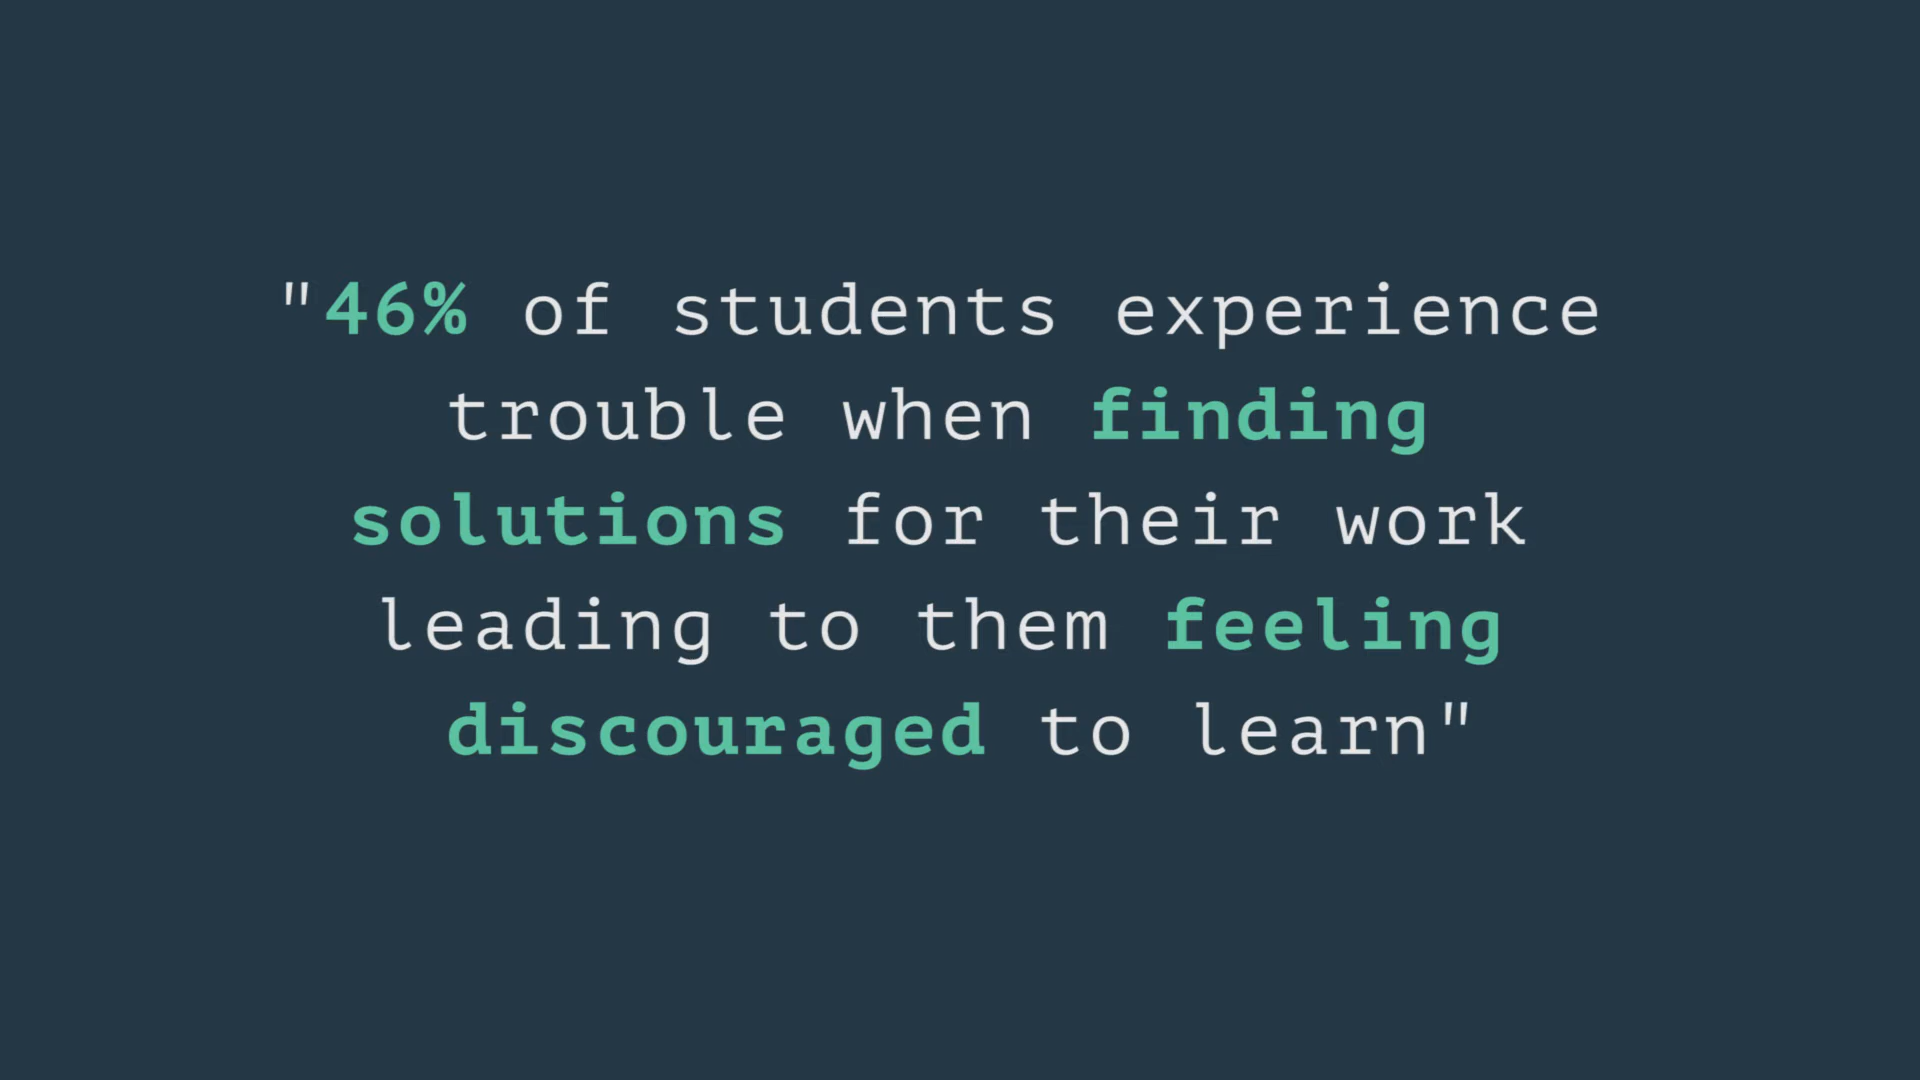 "46% of students experience
trouble when finding
solutions for their work
leading to them feeling
discouraged to learn"